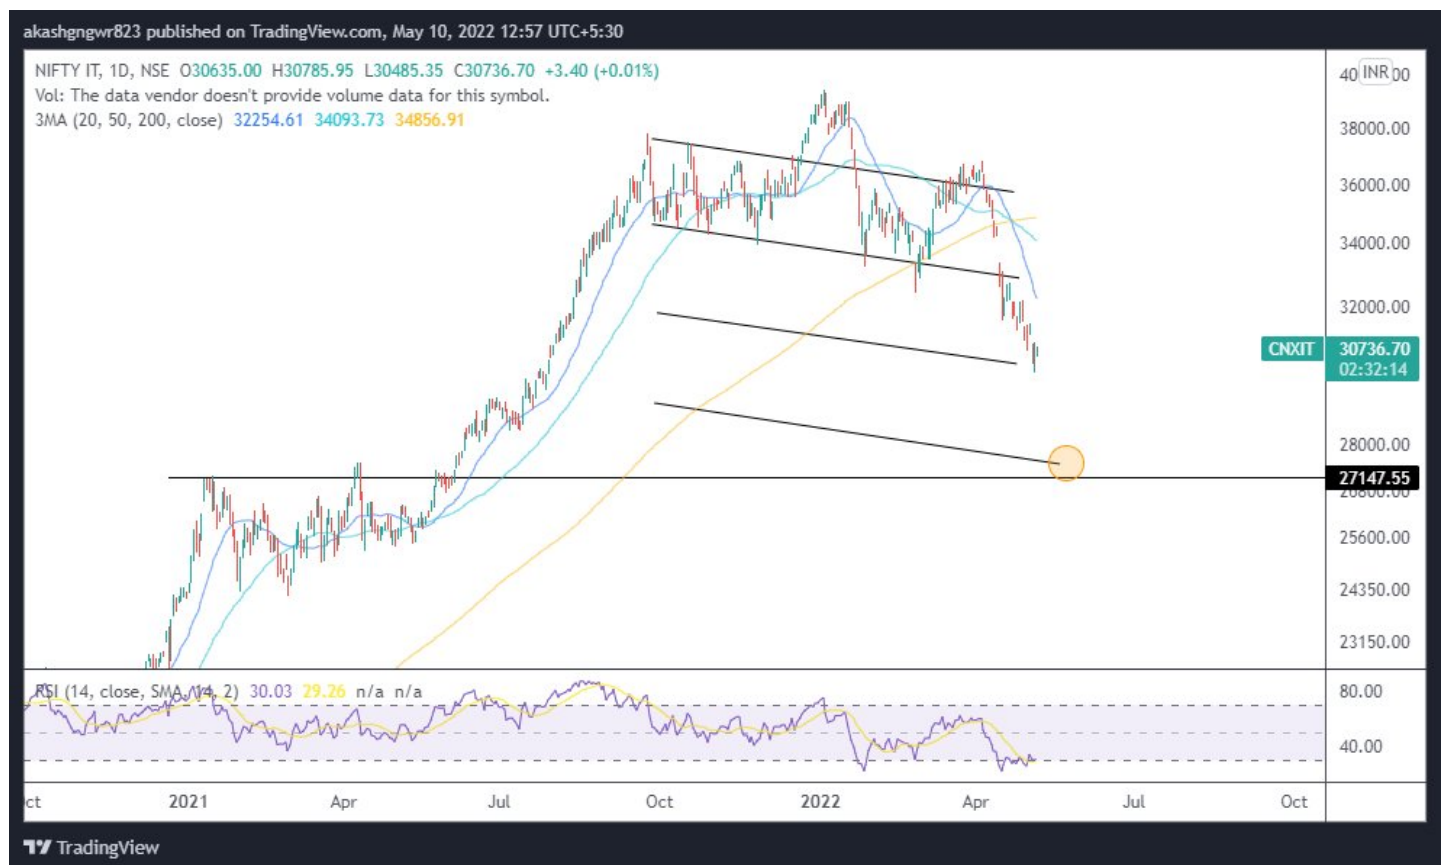 akashgngwr823 published on TradingView.com, May 10, 2022 12:57 UTC+5:30
NIFTY IT, 1D, NSE O30635.00 H30785.95 L30485.35 C30736.70 +3.40 (+0.01%)
Vol: The data vendor doesn't provide volume data for this symbol.
3MA (20, 50, 200, close) 32254.61 34093.73 34856.91
INR
38000.00
36000.00
34000.00
32000.00
CNXIT 30736.70
02:32:14
28000.00
27147.55
25600.00
24350.00
23150.00
RSI (14, close, SMA, 14, 2) 30.03 29.26 n/a n/a
80.00
40.00
2021 Apr Jul Oct 2022 Apr Jul Oct
TradingView